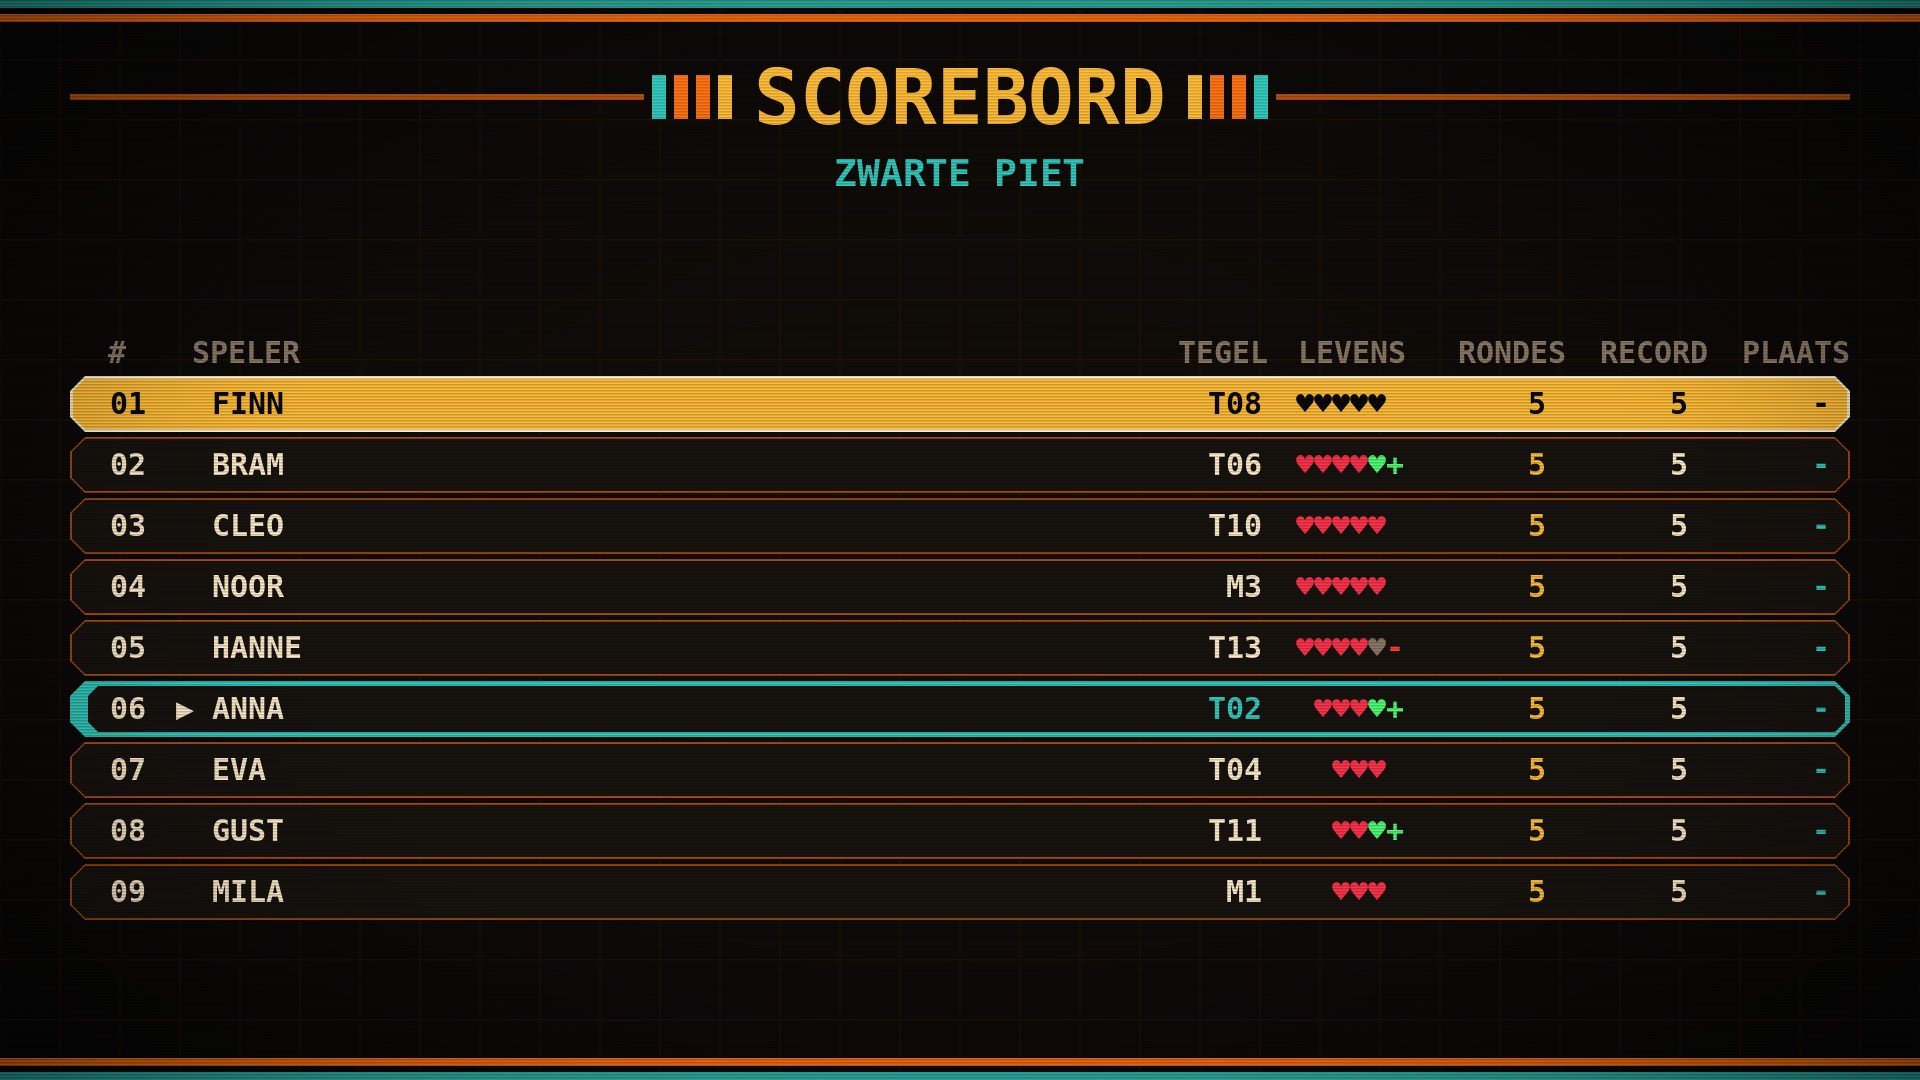 SCOREBORD
ZWARTE PIET
# SPELER TEGEL LEVENS RONDES RECORD PLAATS
01 FINN T08 ♥♥♥♥♥ 5 5 -
02 BRAM T06 ♥♥♥♥♥+ 5 5 -
03 CLEO T10 ♥♥♥♥♥ 5 5 -
04 NOOR M3 ♥♥♥♥♥ 5 5 -
05 HANNE T13 ♥♥♥♥♥- 5 5 -
06 ▶ ANNA T02 ♥♥♥♥+ 5 5 -
07 EVA T04 ♥♥♥ 5 5 -
08 GUST T11 ♥♥♥+ 5 5 -
09 MILA M1 ♥♥♥ 5 5 -